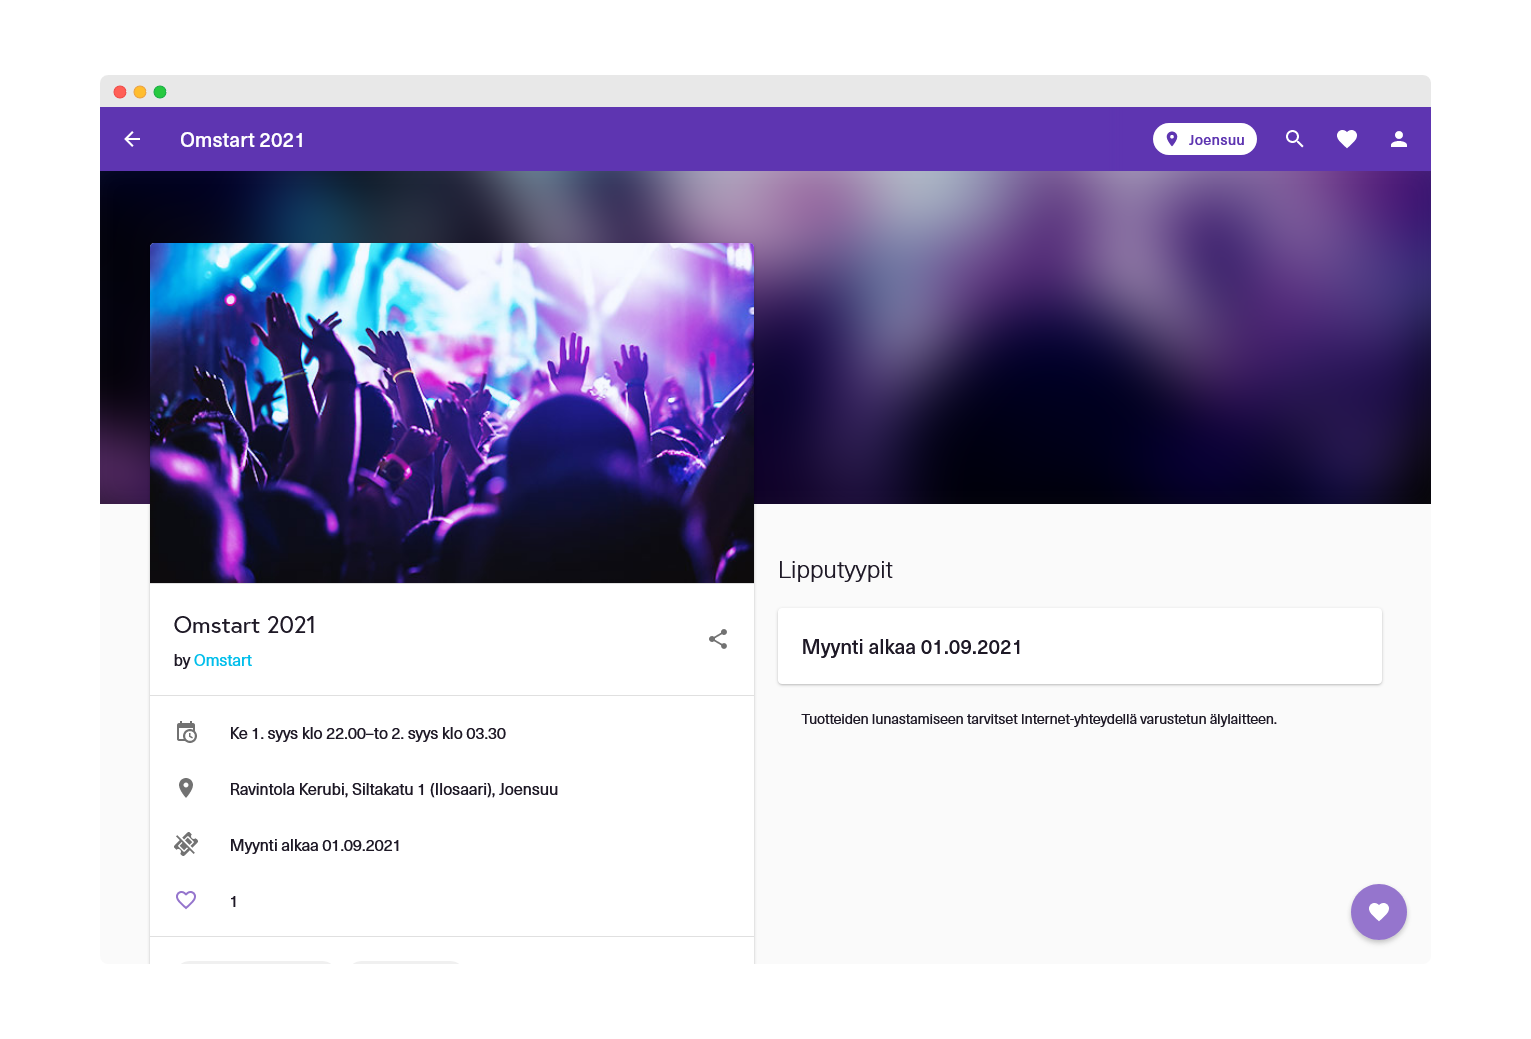 Omstart 2021
Joensuu
Omstart 2021
by Omstart
Ke 1. syys klo 22.00–to 2. syys klo 03.30
Ravintola Kerubi, Siltakatu 1 (Ilosaari), Joensuu
Myynti alkaa 01.09.2021
1
Lipputyypit
Myynti alkaa 01.09.2021
Tuotteiden lunastamiseen tarvitset Internet-yhteydellä varustetun älylaitteen.